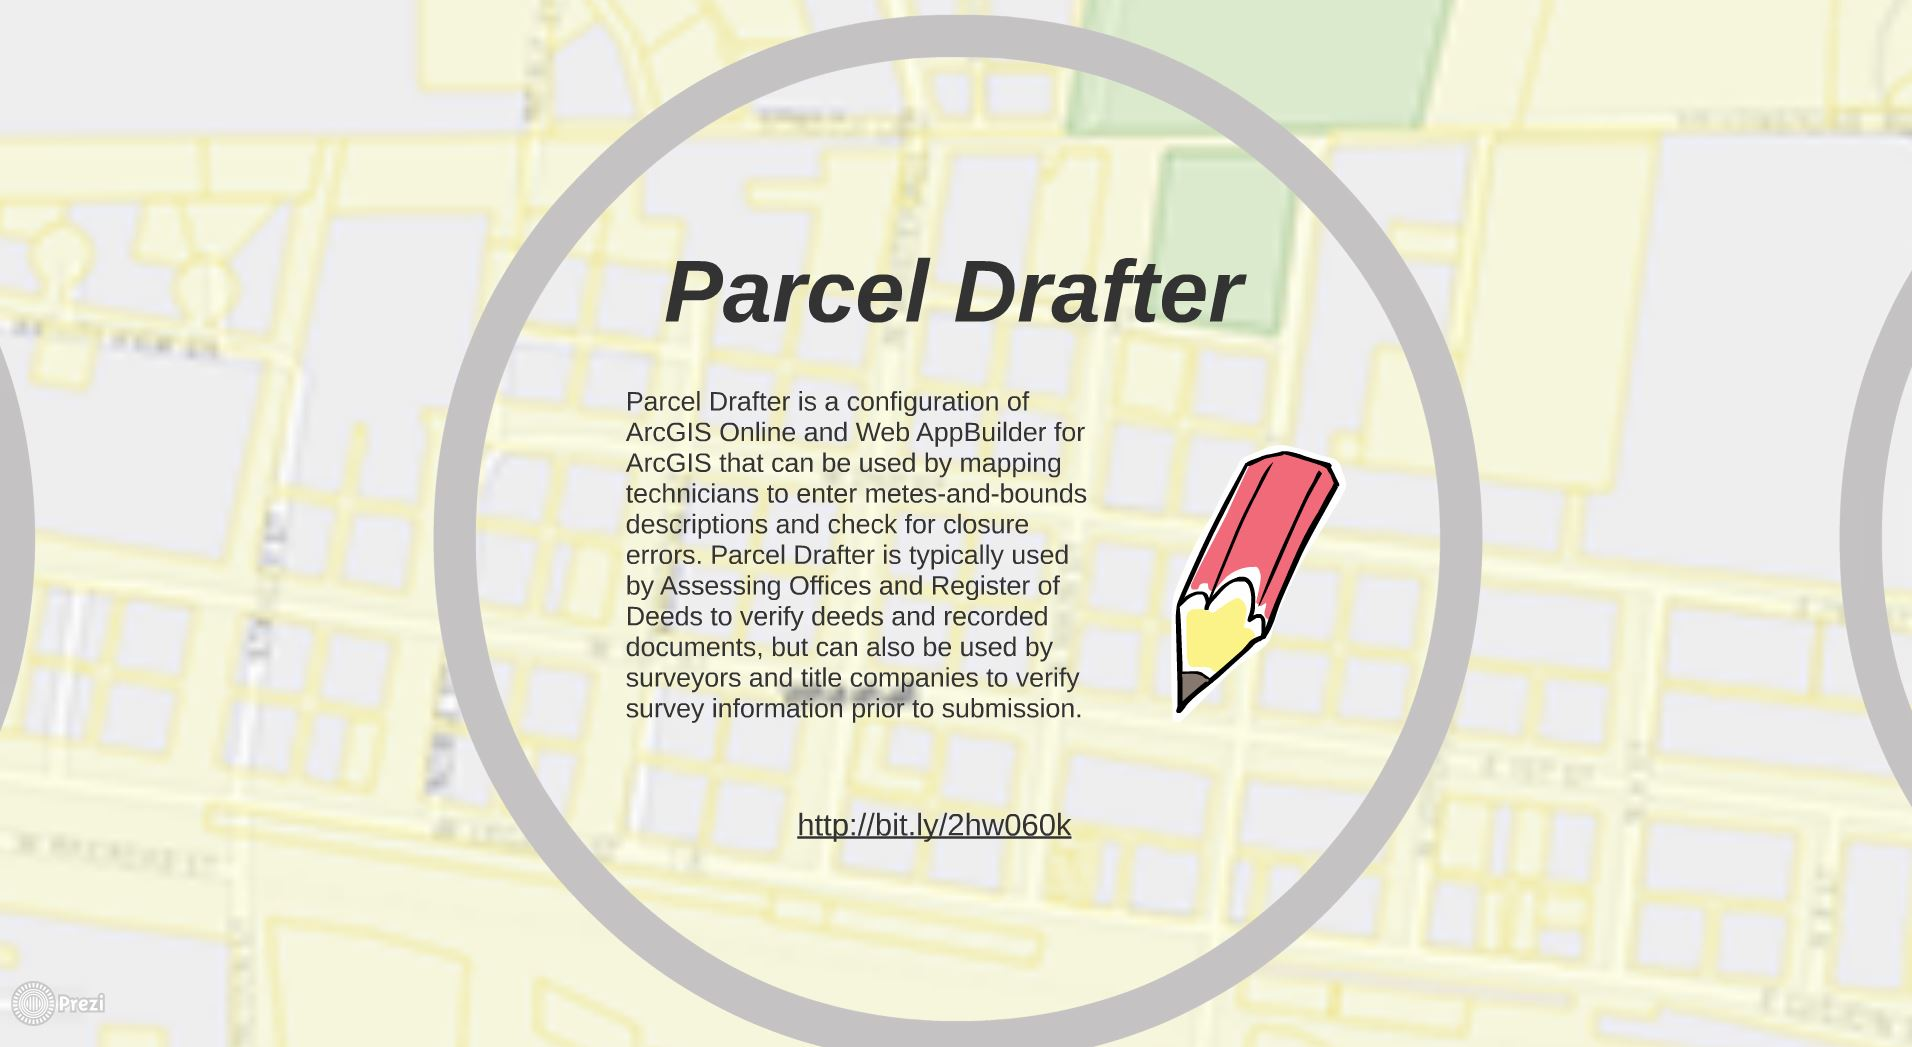 Parcel Drafter
Parcel Drafter is a configuration of
ArcGIS Online and Web AppBuilder for
ArcGIS that can be used by mapping
technicians to enter metes-and-bounds
descriptions and check for closure
errors. Parcel Drafter is typically used
by Assessing Offices and Register of
Deeds to verify deeds and recorded
documents, but can also be used by
surveyors and title companies to verify
survey information prior to submission.
http://bit.ly/2hw060k
Prezi